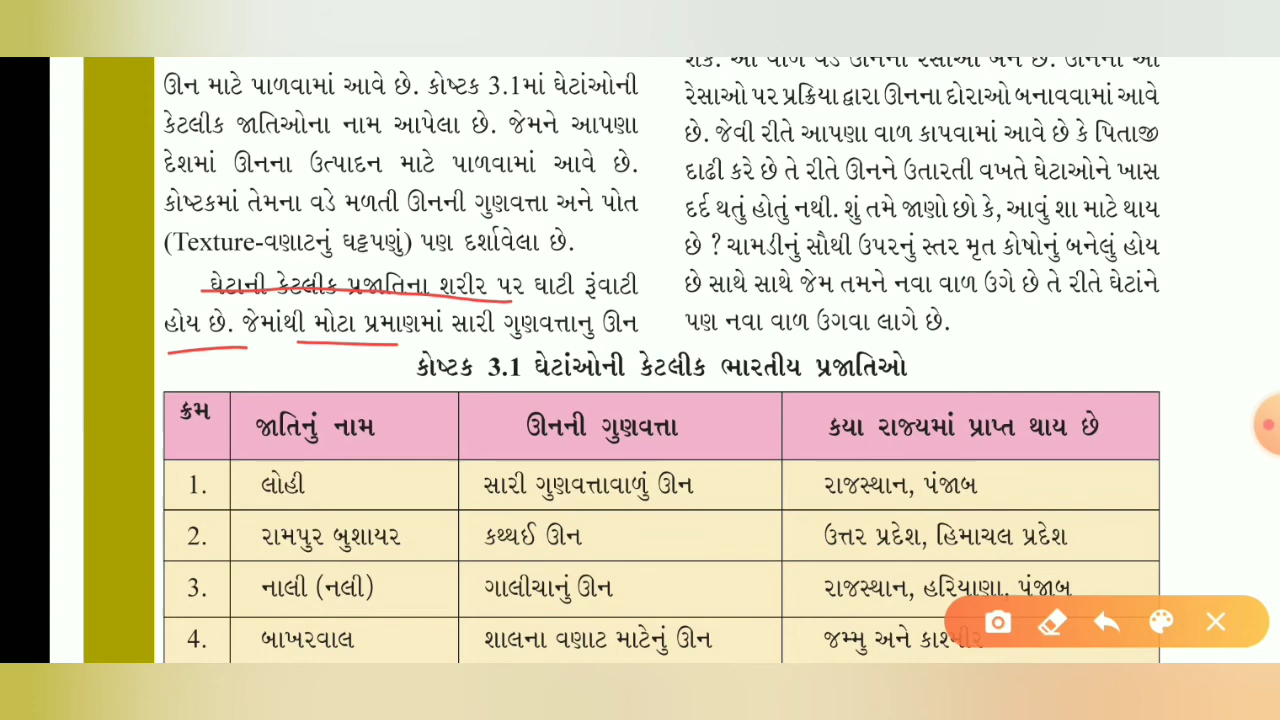 ઊન માટે પાળવામાં આવે છે. કોષ્ટક 3.1માં ઘેટાંઓની
કેટલીક જાતિઓના નામ આપેલા છે. જેમને આપણા
દેશમાં ઊનના ઉત્પાદન માટે પાળવામાં આવે છે.
કોષ્ટકમાં તેમના વડે મળતી ઊનની ગુણવત્તા અને પોત
(Texture-વણાટનું ઘટ્ટપણું) પણ દર્શાવેલા છે.
ઘેટાની કેટલીક પ્રજાતિના શરીર પર ઘાટી રૂંવાટી
હોય છે. જેમાંથી મોટા પ્રમાણમાં સારી ગુણવત્તાનુ ઊન
શકે. આ વાળ વડે ઊનના રેસાઓ બને છે. ઊનના આ
રેસાઓ પર પ્રક્રિયા દ્વારા ઊનના દોરાઓ બનાવવામાં આવે
છે. જેવી રીતે આપણા વાળ કાપવામાં આવે છે કે પિતાજી
દાઢી કરે છે તે રીતે ઊનને ઉતારતી વખતે ઘેટાઓને ખાસ
દર્દ થતું હોતું નથી. શું તમે જાણો છો કે, આવું શા માટે થાય
છે ? ચામડીનું સૌથી ઉપરનું સ્તર મૃત કોષોનું બનેલું હોય
છે સાથે સાથે જેમ તમને નવા વાળ ઉગે છે તે રીતે ઘેટાંને
પણ નવા વાળ ઉગવા લાગે છે.
કોષ્ટક 3.1 ઘેટાંઓની કેટલીક ભારતીય પ્રજાતિઓ
ક્રમ જાતિનું નામ ઊનની ગુણવત્તા કયા રાજ્યમાં પ્રાપ્ત થાય છે
1. લોહી સારી ગુણવત્તાવાળું ઊન રાજસ્થાન, પંજાબ
2. રામપુર બુશાયર કથ્થઈ ઊન ઉત્તર પ્રદેશ, હિમાચલ પ્રદેશ
3. નાલી (નલી) ગાલીચાનું ઊન રાજસ્થાન, હરિયાણા, પંજાબ
4. બાખરવાલ શાલના વણાટ માટેનું ઊન જમ્મુ અને કાશ્મીર